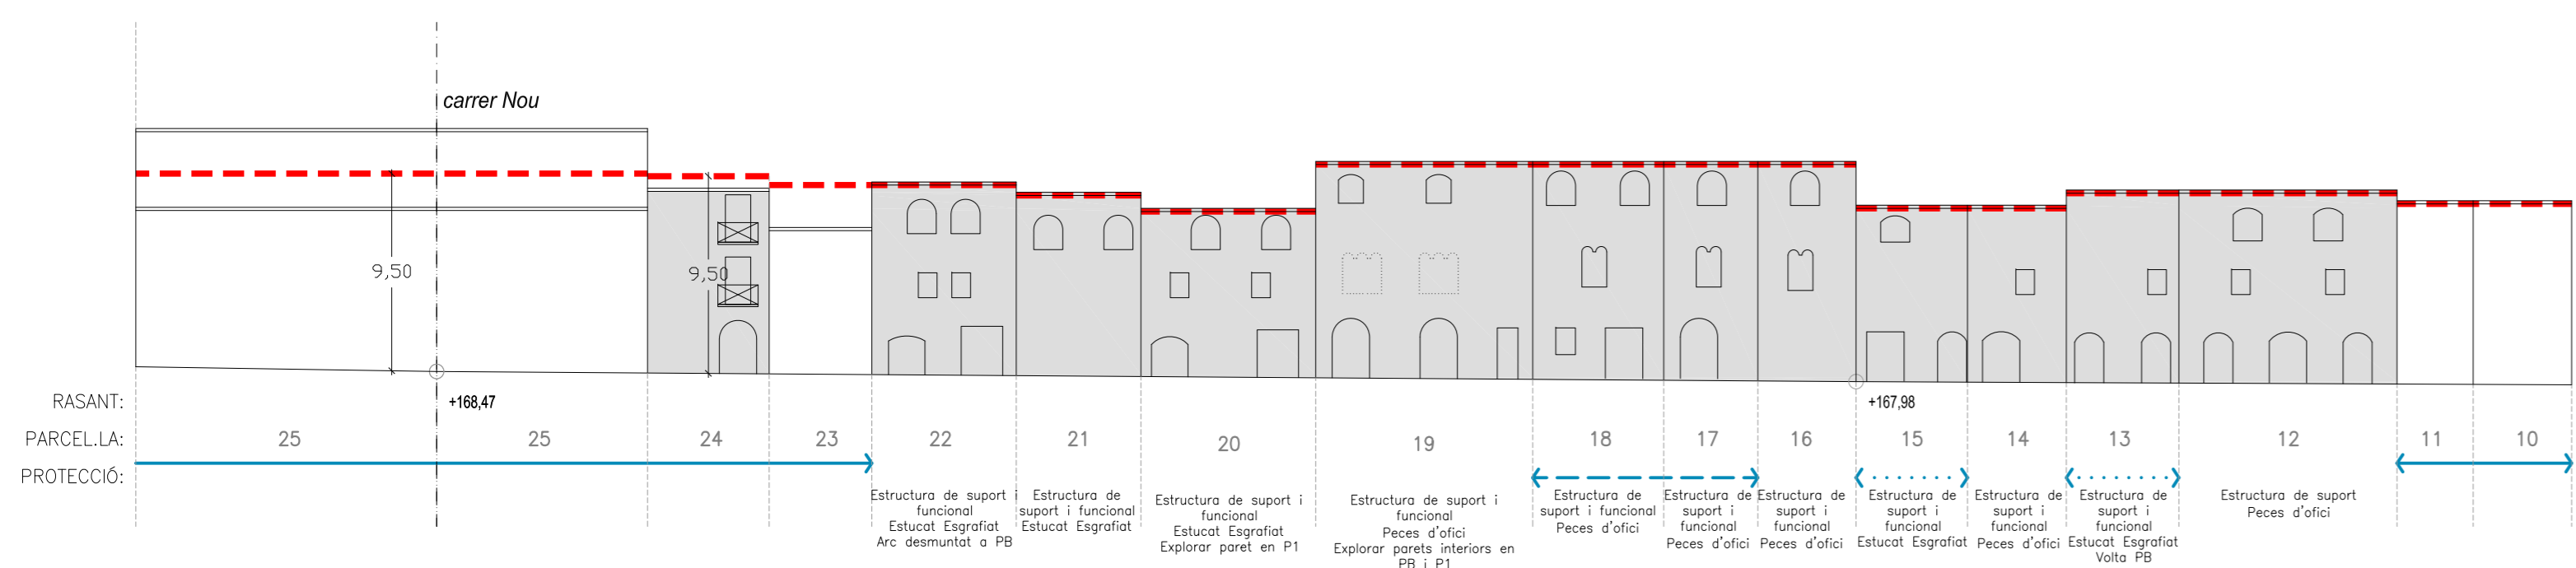 carrer Nou
9,50
9,50
RASANT:
+168,47
+167,98
PARCEL.LA:
25
25
24
23
22
21
20
19
18
17
16
15
14
13
12
11
10
PROTECCIÓ:
Estructura de suport i
funcional
Estucat Esgrafiat
Arc desmuntat a PB
Estructura de
suport i funcional
Estucat Esgrafiat
Estructura de suport i
funcional
Estucat Esgrafiat
Explorar paret en P1
Estructura de suport i
funcional
Peces d'ofici
Explorar parets interiors en
PB i P1
Estructura de
suport i funcional
Peces d'ofici
Estructura de
suport i
funcional
Peces d'ofici
Estructura de
suport i
funcional
Peces d'ofici
Estructura de
suport i
funcional
Estucat Esgrafiat
Estructura de
suport i
funcional
Peces d'ofici
Estructura de
suport i
funcional
Estucat Esgrafiat
Volta PB
Estructura de suport
Peces d'ofici